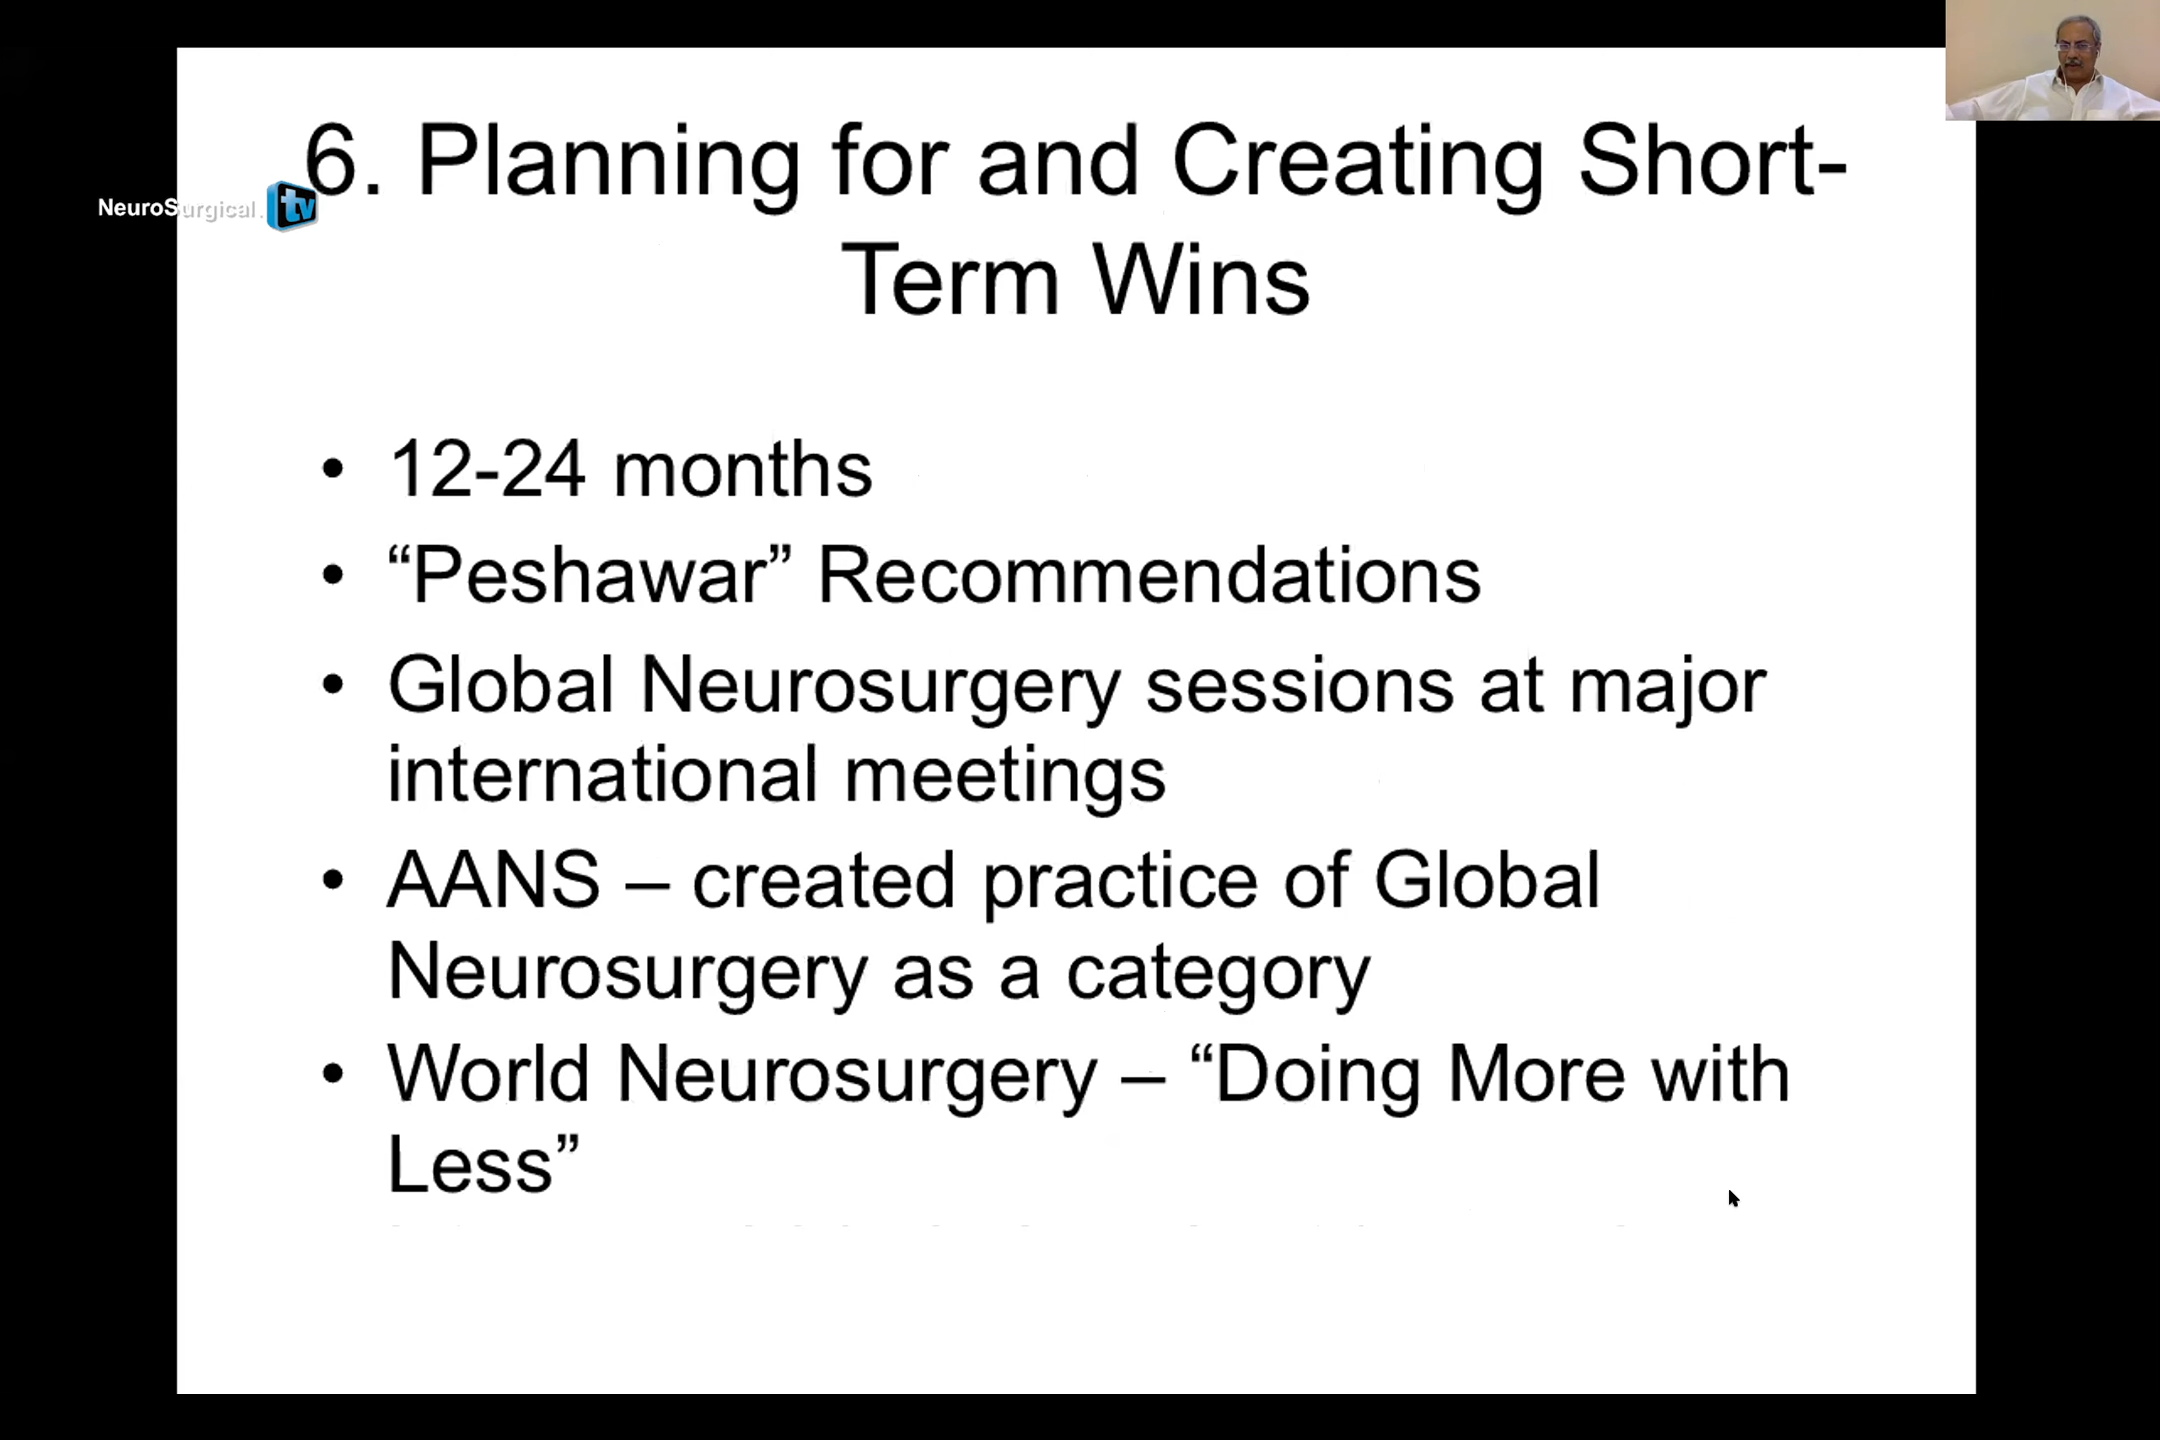 6. Planning for and Creating Short-
Term Wins
NeuroSurgical.tv
• 12-24 months
• “Peshawar” Recommendations
• Global Neurosurgery sessions at major
international meetings
• AANS – created practice of Global
Neurosurgery as a category
• World Neurosurgery – “Doing More with
Less”